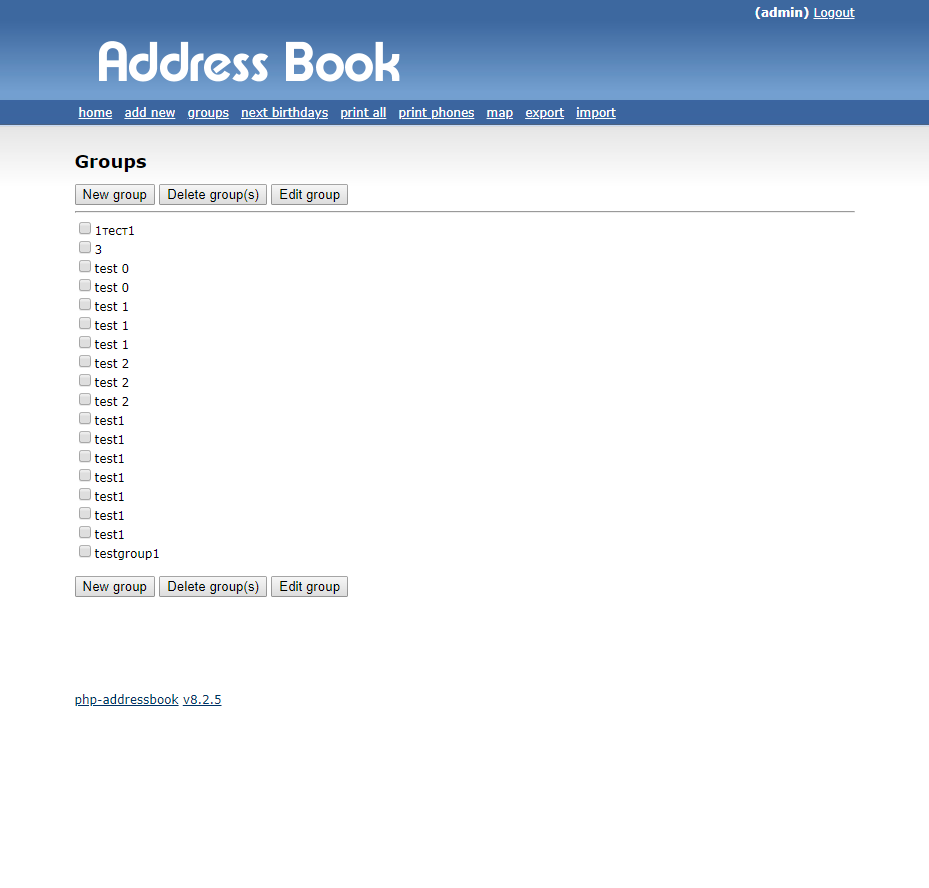 (admin) Logout
Address Book
home add new groups next birthdays print all print phones map export import
Groups
New group Delete group(s) Edit group
1тест1
3
test 0
test 0
test 1
test 1
test 1
test 2
test 2
test 2
test1
test1
test1
test1
test1
test1
test1
testgroup1
New group Delete group(s) Edit group
php-addressbook v8.2.5